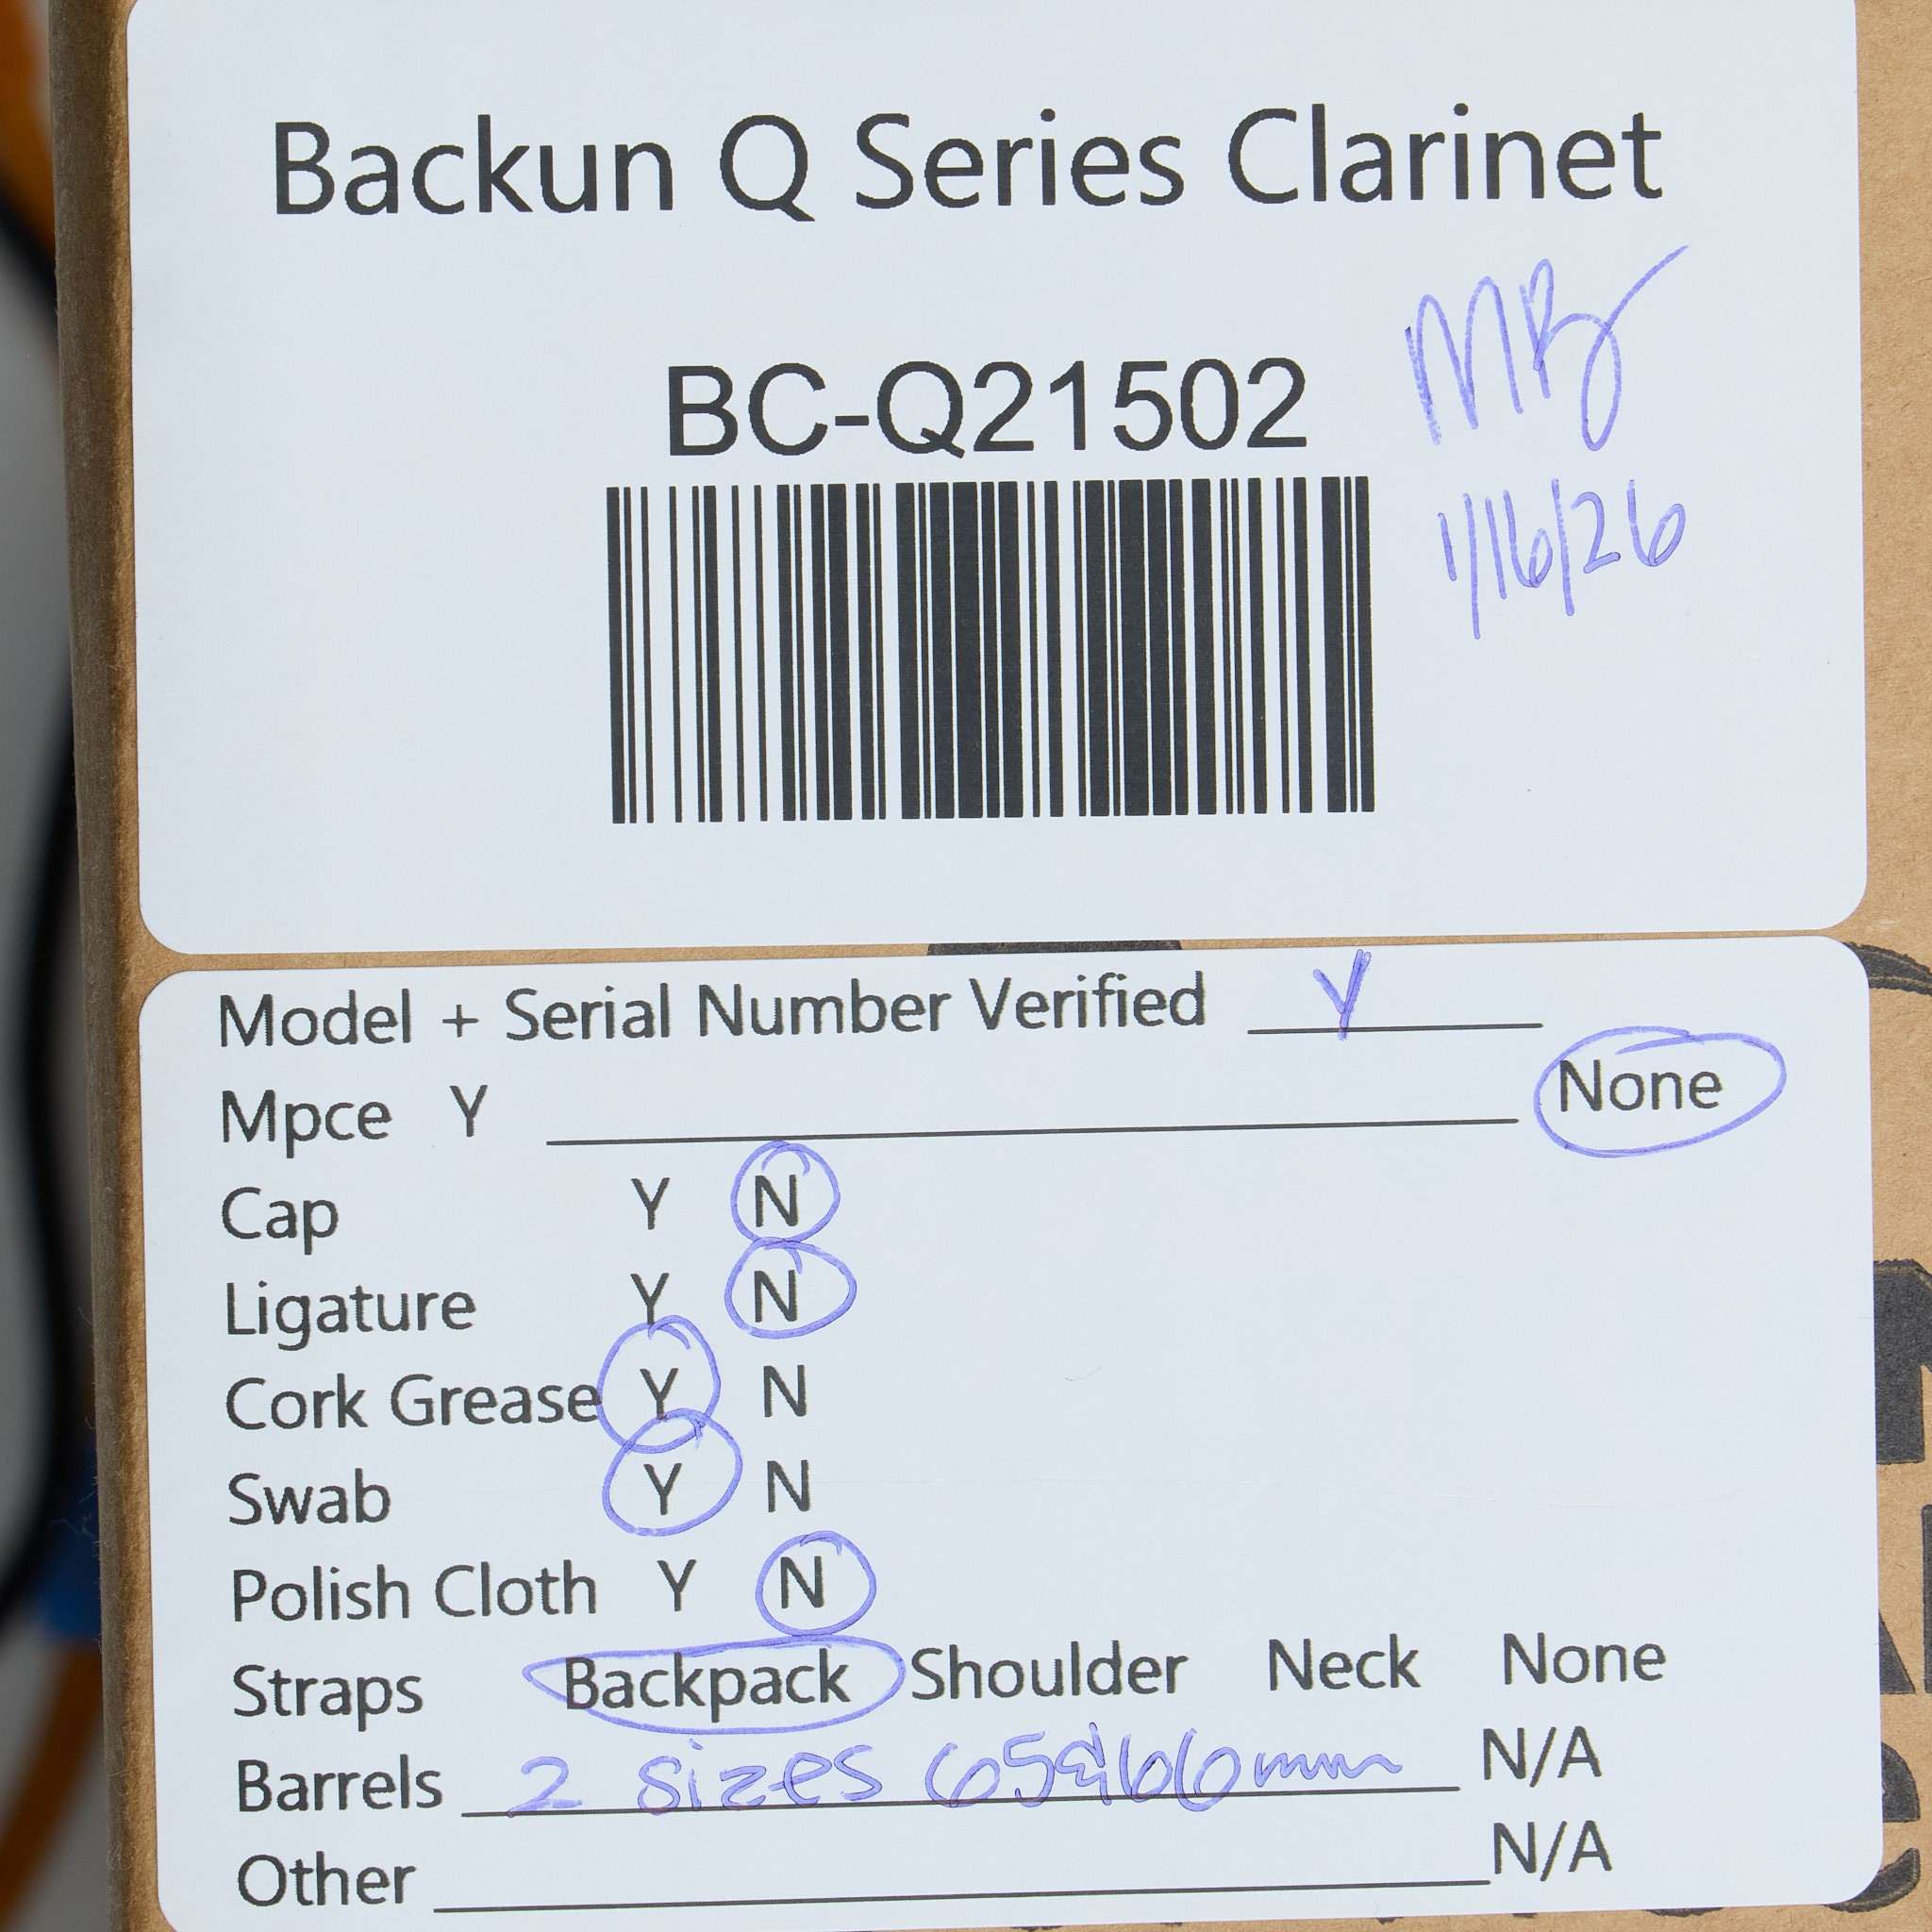 Backun Q Series Clarinet
MB
BC-Q21502
1/16/26
Model + Serial Number Verified Y
Mpce Y None
Cap Y N
Ligature Y N
Cork Grease Y N
Swab Y N
Polish Cloth Y N
Straps Backpack Shoulder Neck None
Barrels 2 sizes 65&66mm N/A
Other N/A